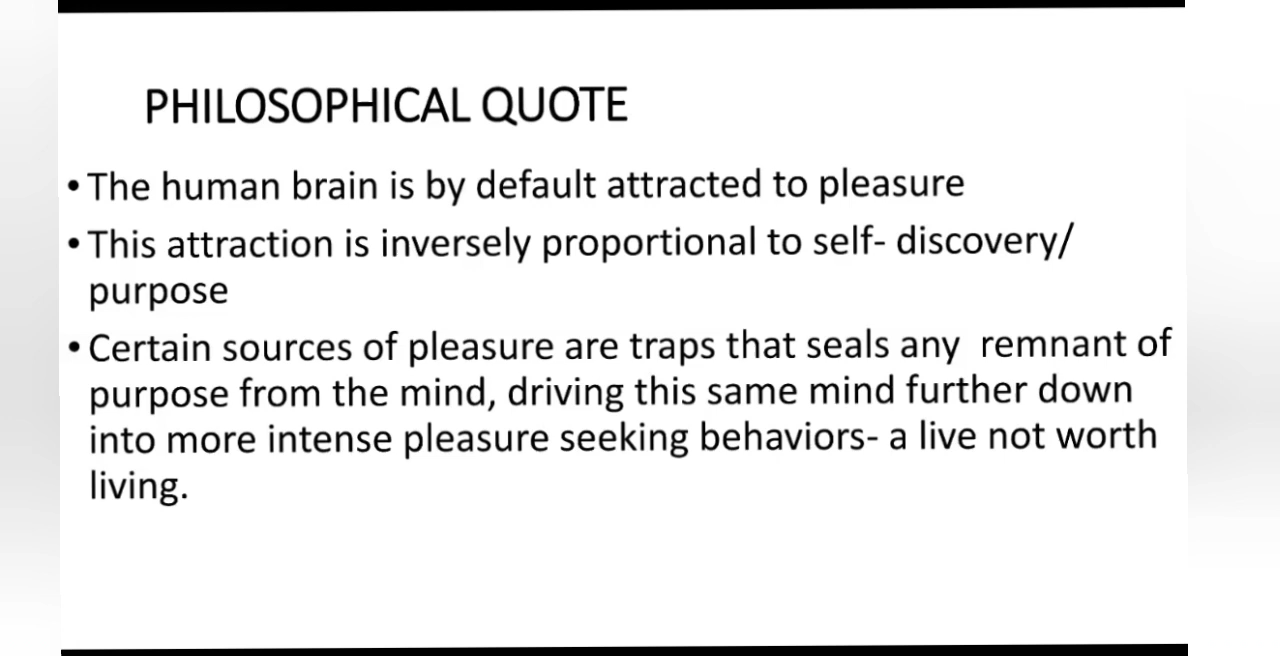 PHILOSOPHICAL QUOTE
• The human brain is by default attracted to pleasure
• This attraction is inversely proportional to self- discovery/
purpose
• Certain sources of pleasure are traps that seals any remnant of
purpose from the mind, driving this same mind further down
into more intense pleasure seeking behaviors- a live not worth
living.